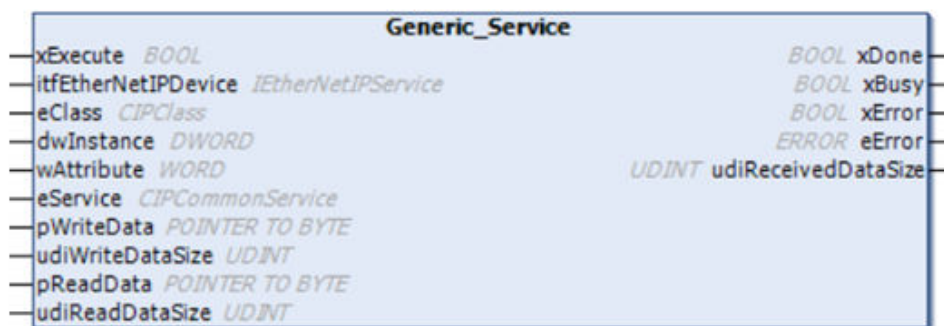 Generic_Service
xExecute BOOL BOOL xDone
itfEtherNetIPDevice IEtherNetIPService BOOL xBusy
eClass CIPClass BOOL xError
dwInstance DWORD ERROR eError
wAttribute WORD UDINT udiReceivedDataSize
eService CIPCommonService
pWriteData POINTER TO BYTE
udiWriteDataSize UDINT
pReadData POINTER TO BYTE
udiReadDataSize UDINT